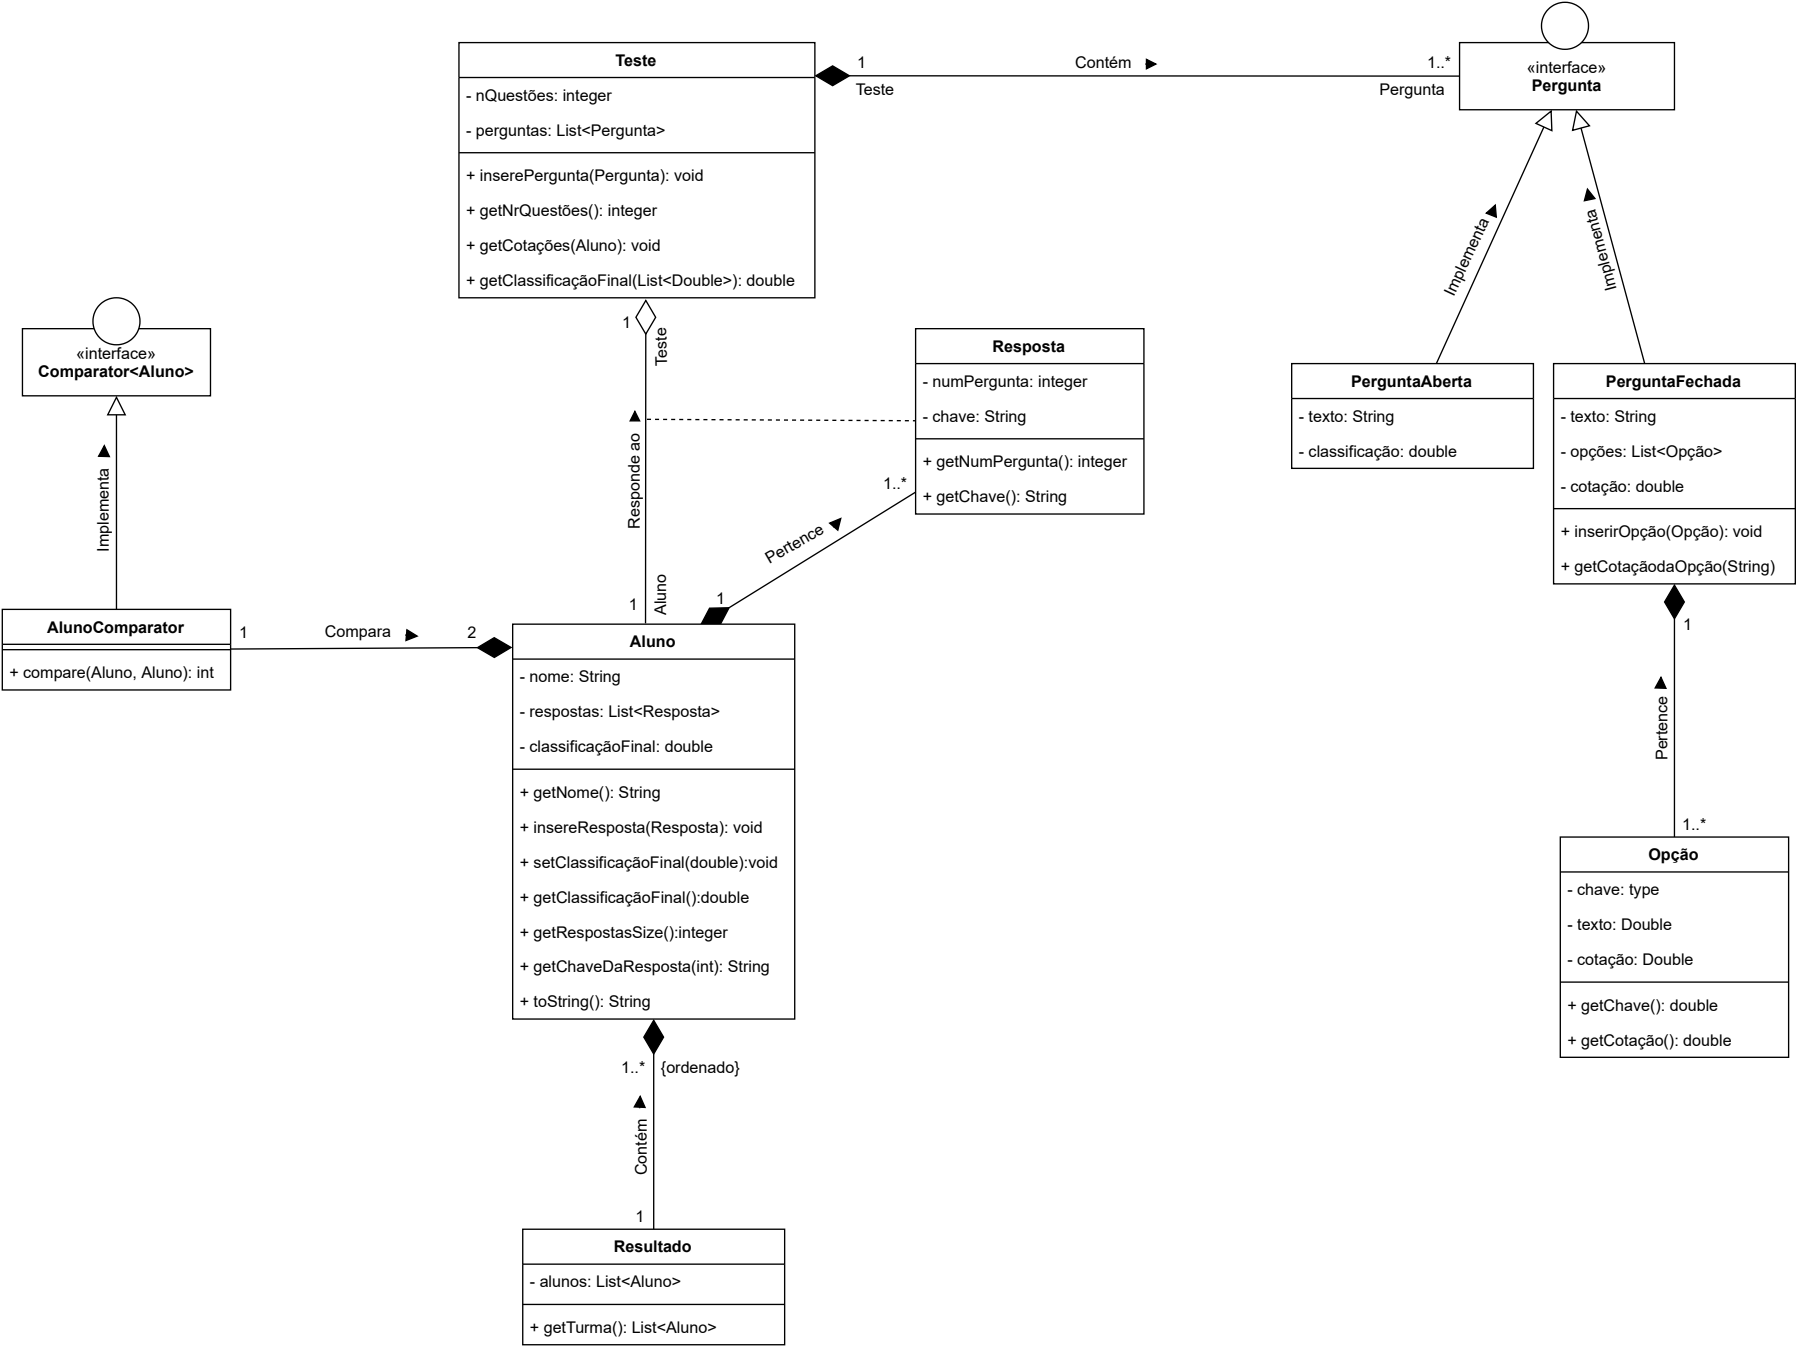 Teste
- nQuestões: integer
- perguntas: List<Pergunta>
+ inserePergunta(Pergunta): void
+ getNrQuestões(): integer
+ getCotações(Aluno): void
+ getClassificaçãoFinal(List<Double>): double
1
Teste
Contém
1..*
Pergunta
«interface»
Pergunta
Implementa
Implementa
«interface»
Comparator<Aluno>
Implementa
1
Teste
Responde ao
1
Aluno
Resposta
- numPergunta: integer
- chave: String
+ getNumPergunta(): integer
+ getChave(): String
1..*
Pertence
1
PerguntaAberta
- texto: String
- classificação: double
PerguntaFechada
- texto: String
- opções: List<Opção>
- cotação: double
+ inserirOpção(Opção): void
+ getCotaçãodaOpção(String)
1
Pertence
1..*
AlunoComparator
+ compare(Aluno, Aluno): int
1
Compara
2
Aluno
- nome: String
- respostas: List<Resposta>
- classificaçãoFinal: double
+ getNome(): String
+ insereResposta(Resposta): void
+ setClassificaçãoFinal(double):void
+ getClassificaçãoFinal():double
+ getRespostasSize():integer
+ getChaveDaResposta(int): String
+ toString(): String
Opção
- chave: type
- texto: Double
- cotação: Double
+ getChave(): double
+ getCotação(): double
1..*
{ordenado}
Contém
1
Resultado
- alunos: List<Aluno>
+ getTurma(): List<Aluno>